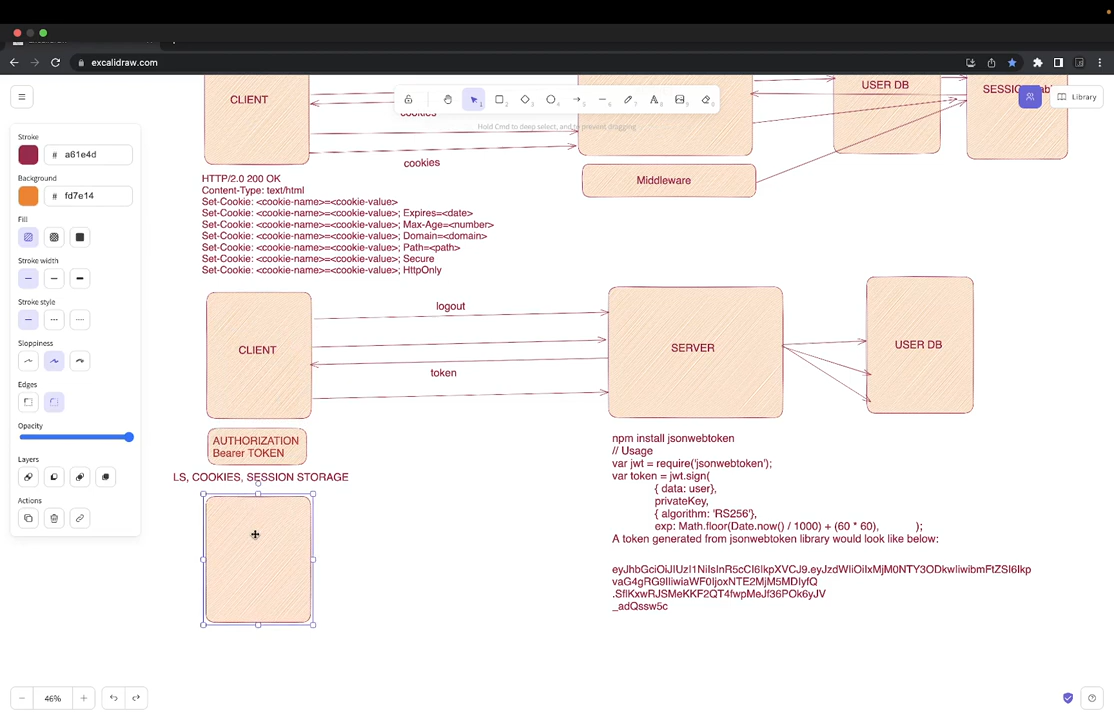 excalidraw.com
Library
Hold Cmd to deep select, and to prevent dragging
Stroke
# a61e4d
Background
# fd7e14
Fill
Stroke width
Stroke style
Sloppiness
Edges
Opacity
Layers
Actions
46%
CLIENT
cookies
cookies
USER DB
Middleware
HTTP/2.0 200 OK
Content-Type: text/html
Set-Cookie: <cookie-name>=<cookie-value>
Set-Cookie: <cookie-name>=<cookie-value>; Expires=<date>
Set-Cookie: <cookie-name>=<cookie-value>; Max-Age=<number>
Set-Cookie: <cookie-name>=<cookie-value>; Domain=<domain>
Set-Cookie: <cookie-name>=<cookie-value>; Path=<path>
Set-Cookie: <cookie-name>=<cookie-value>; Secure
Set-Cookie: <cookie-name>=<cookie-value>; HttpOnly
logout
CLIENT
SERVER
USER DB
token
AUTHORIZATION
Bearer TOKEN
LS, COOKIES, SESSION STORAGE
npm install jsonwebtoken
// Usage
var jwt = require('jsonwebtoken');
var token = jwt.sign(
{ data: user},
privateKey,
{ algorithm: 'RS256'},
exp: Math.floor(Date.now() / 1000) + (60 * 60), );
A token generated from jsonwebtoken library would look like below:
_adQssw5c